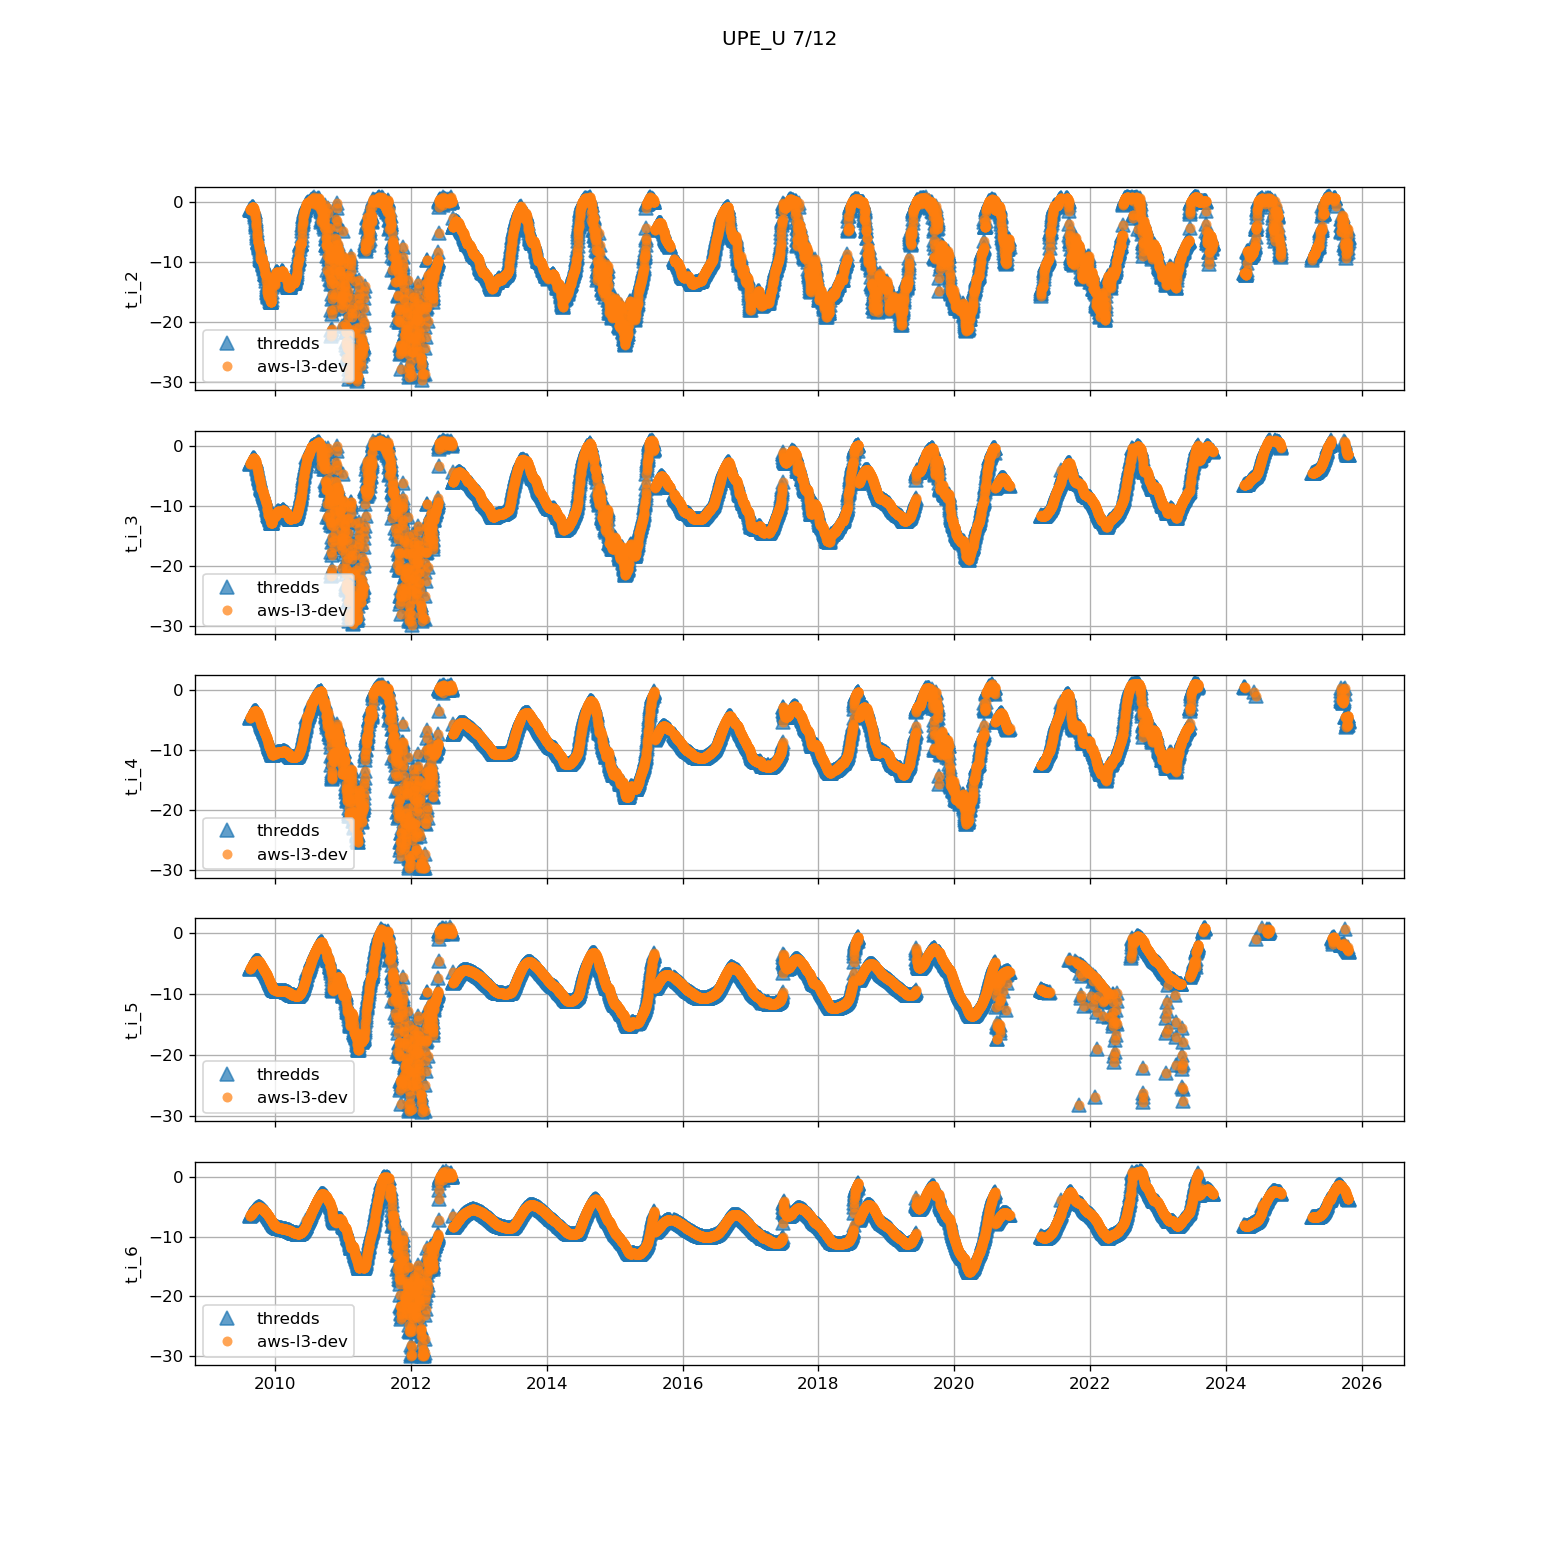 UPE_U 7/12
0
−10
−20
−30
t_i_2
thredds
aws-l3-dev
0
−10
−20
−30
t_i_3
thredds
aws-l3-dev
0
−10
−20
−30
t_i_4
thredds
aws-l3-dev
0
−10
−20
−30
t_i_5
thredds
aws-l3-dev
0
−10
−20
−30
t_i_6
thredds
aws-l3-dev
2010 2012 2014 2016 2018 2020 2022 2024 2026